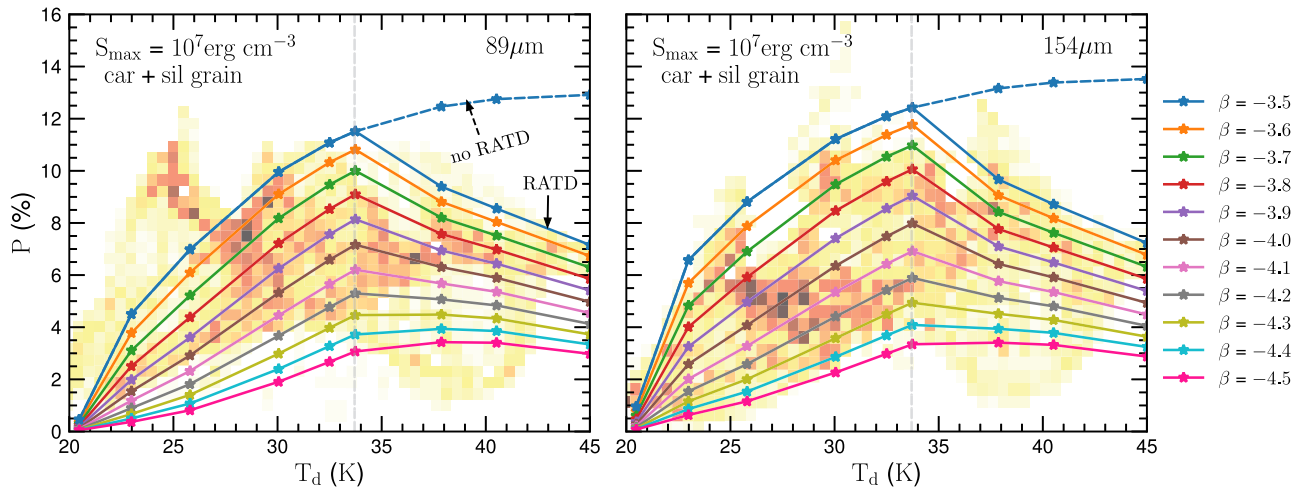 S_max = 10^7 erg cm^−3
car + sil grain
89μm
no RATD
RATD
P (%)
0
2
4
6
8
10
12
14
16
20
25
30
35
40
45
T_d (K)
S_max = 10^7 erg cm^−3
car + sil grain
154μm
20
25
30
35
40
45
T_d (K)
β = −3.5
β = −3.6
β = −3.7
β = −3.8
β = −3.9
β = −4.0
β = −4.1
β = −4.2
β = −4.3
β = −4.4
β = −4.5